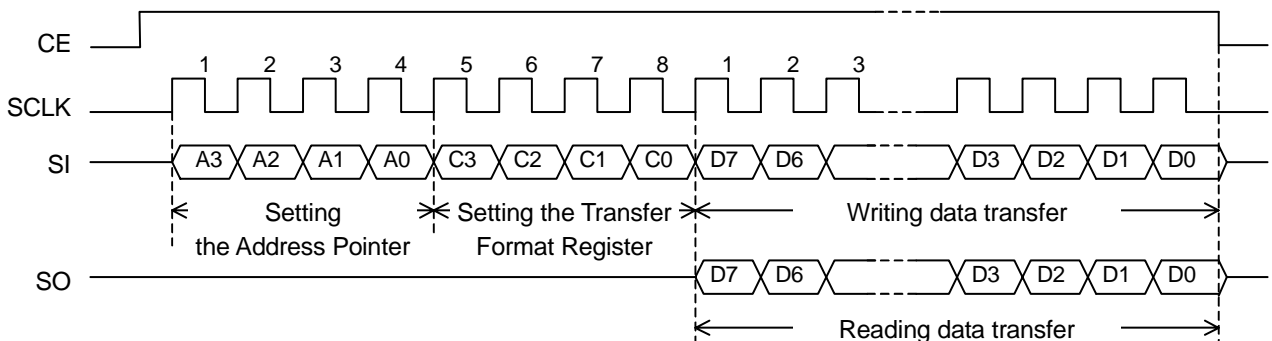 CE
1 2 3 4 5 6 7 8 1 2 3
SCLK
SI A3 A2 A1 A0 C3 C2 C1 C0 D7 D6 D3 D2 D1 D0
Setting Setting the Transfer Writing data transfer
the Address Pointer Format Register
SO D7 D6 D3 D2 D1 D0
Reading data transfer